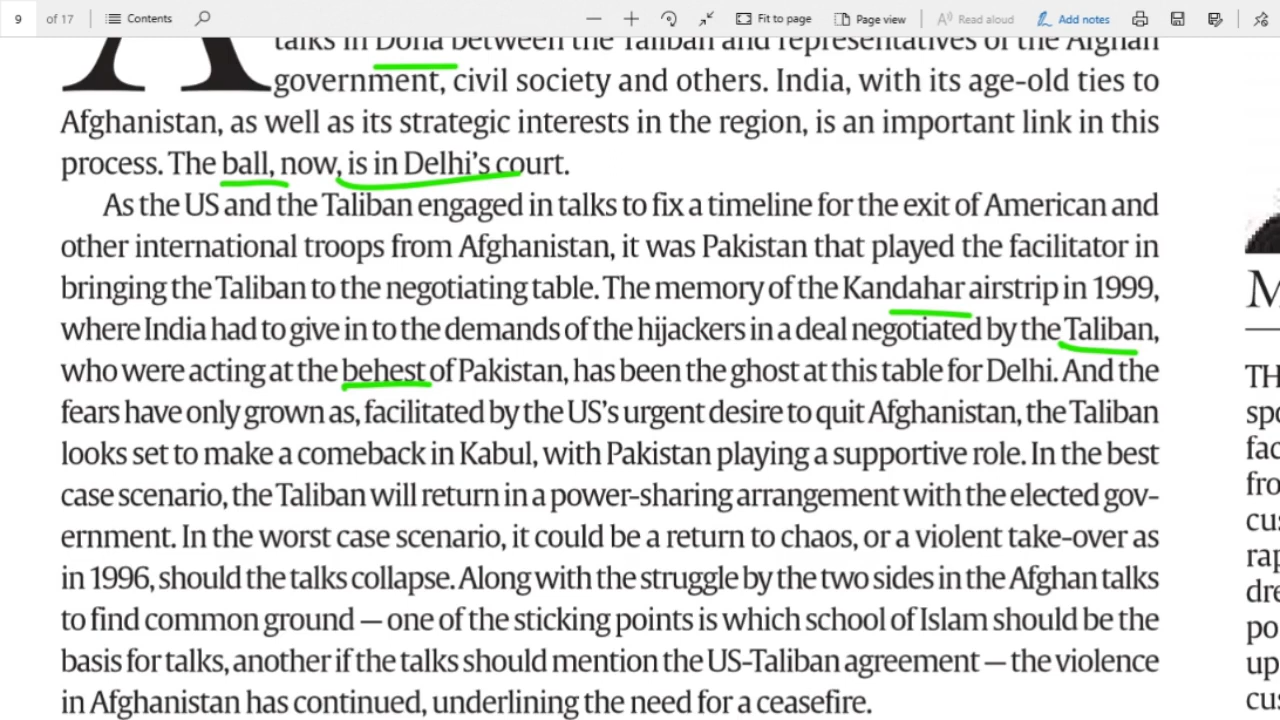 9 of 17 Contents Fit to page Page view Read aloud Add notes
A
talks in Doha between the Taliban and representatives of the Afghan
government, civil society and others. India, with its age-old ties to
Afghanistan, as well as its strategic interests in the region, is an important link in this
process. The ball, now, is in Delhi's court.
As the US and the Taliban engaged in talks to fix a timeline for the exit of American and
other international troops from Afghanistan, it was Pakistan that played the facilitator in
bringing the Taliban to the negotiating table. The memory of the Kandahar airstrip in 1999,
where India had to give in to the demands of the hijackers in a deal negotiated by the Taliban,
who were acting at the behest of Pakistan, has been the ghost at this table for Delhi. And the
fears have only grown as, facilitated by the US's urgent desire to quit Afghanistan, the Taliban
looks set to make a comeback in Kabul, with Pakistan playing a supportive role. In the best
case scenario, the Taliban will return in a power-sharing arrangement with the elected gov-
ernment. In the worst case scenario, it could be a return to chaos, or a violent take-over as
in 1996, should the talks collapse. Along with the struggle by the two sides in the Afghan talks
to find common ground — one of the sticking points is which school of Islam should be the
basis for talks, another if the talks should mention the US-Taliban agreement — the violence
in Afghanistan has continued, underlining the need for a ceasefire.
M
TH
spo
fac
fro
cus
rap
dre
po
up
cus